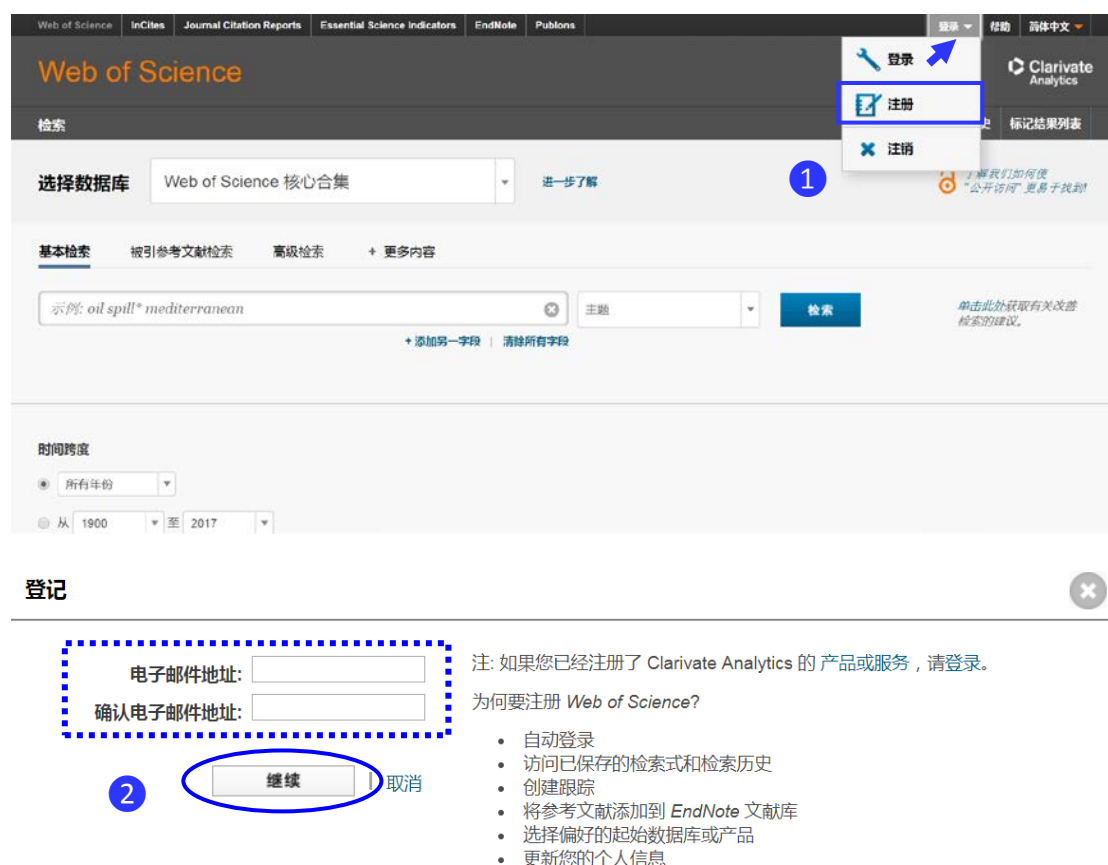 Web of Science InCites Journal Citation Reports Essential Science Indicators EndNote Publons 登录 帮助 简体中文
Web of Science
登录
Clarivate
Analytics
注册
检索
史 标记结果列表
注销
选择数据库 Web of Science 核心合集 进一步了解
1
了解我们如何使
"公开访问" 更易于找到!
基本检索 被引参考文献检索 高级检索 + 更多内容
示例: oil spill* mediterranean 主题 检索
单击此处获取有关改善
检索的建议。
+ 添加另一字段 | 清除所有字段
时间跨度
所有年份
从 1900 至 2017
登记
电子邮件地址:
确认电子邮件地址:
2
继续 | 取消
注: 如果您已经注册了 Clarivate Analytics 的 产品或服务，请登录。
为何要注册 Web of Science?
• 自动登录
• 访问已保存的检索式和检索历史
• 创建跟踪
• 将参考文献添加到 EndNote 文献库
• 选择偏好的起始数据库或产品
• 更新您的个人信息